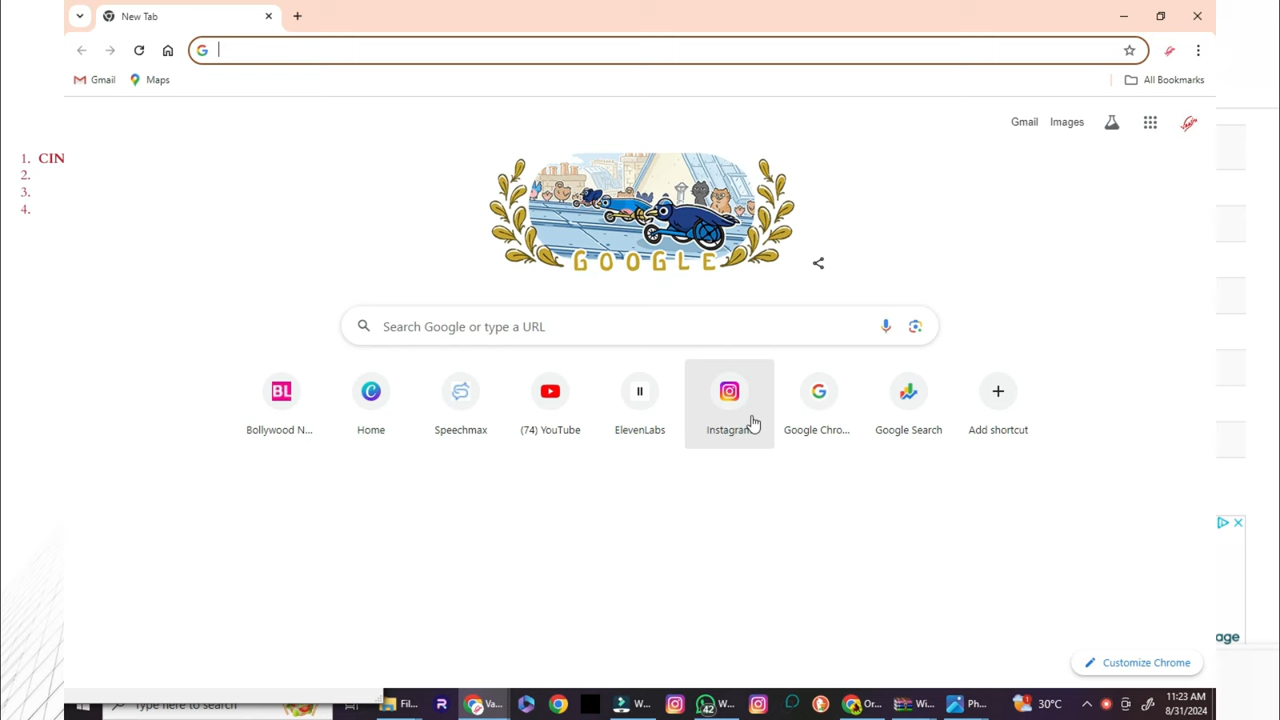 New Tab
Gmail Maps
All Bookmarks
Gmail Images
1. CIN
2.
3.
4.
GOOGLE
Search Google or type a URL
BL
Bollywood N...
Home
Speechmax
(74) YouTube
ElevenLabs
Instagram
Google Chro...
Google Search
Add shortcut
age
Customize Chrome
Type here to search
Fil...
R
Va...
W...
42
W...
Or...
Wi...
Ph...
30°C
11:23 AM
8/31/2024